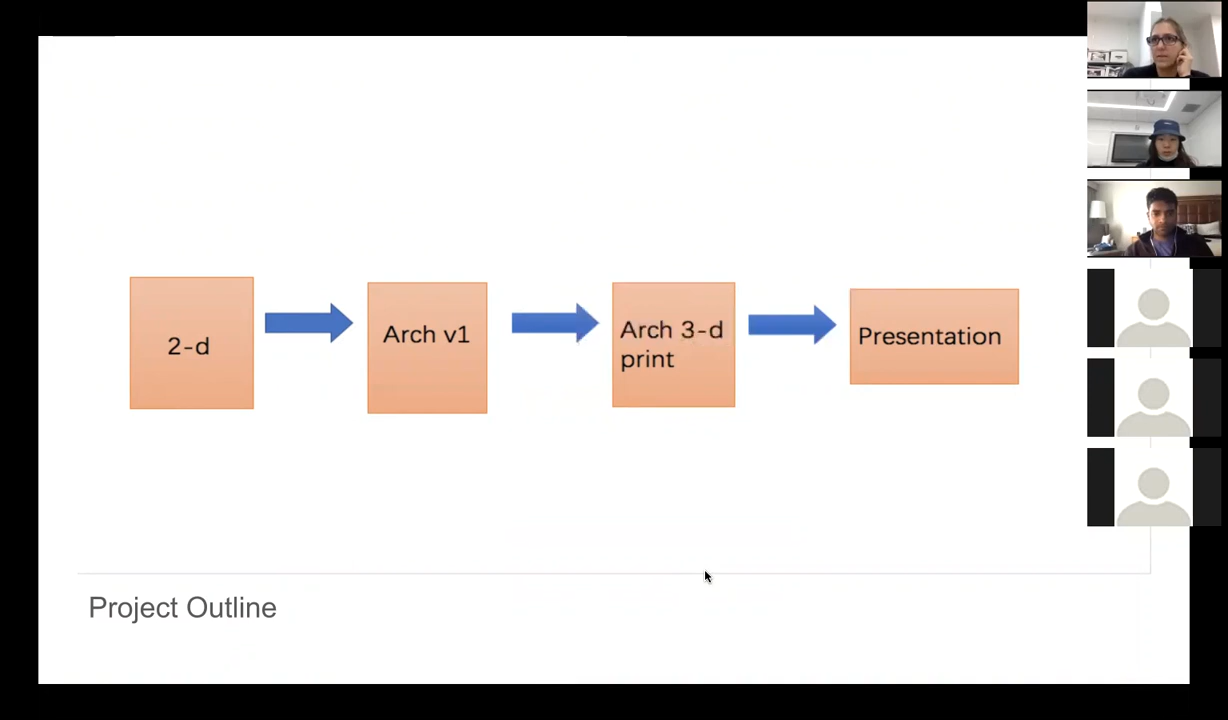 2-d
Arch v1
Arch 3-d
print
Presentation
Project Outline